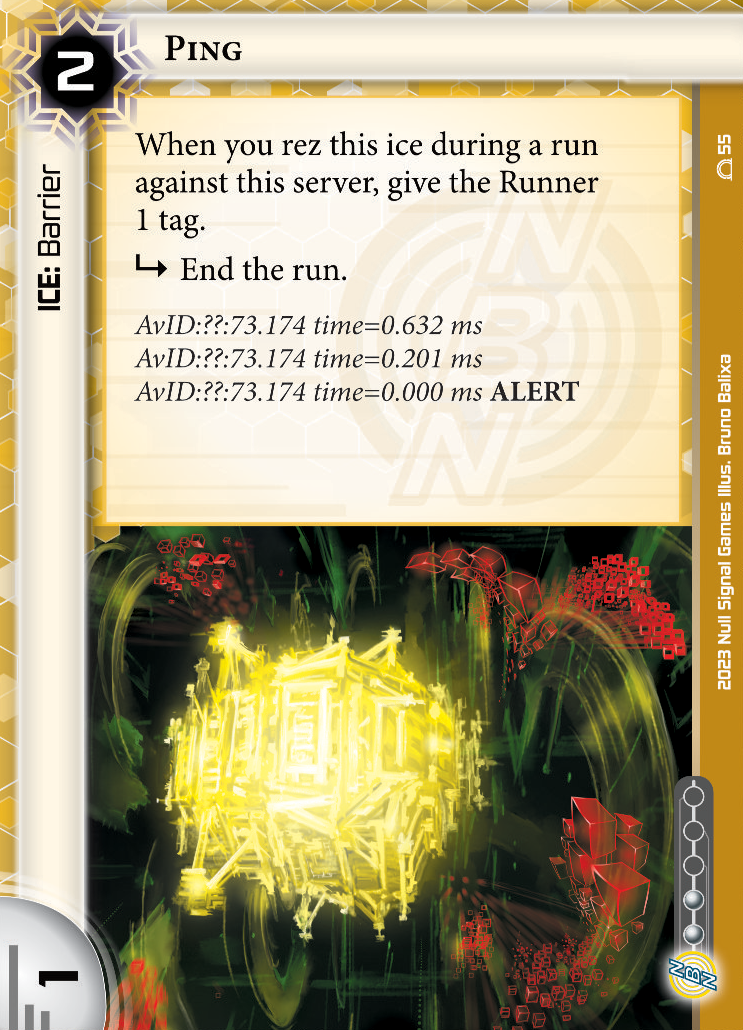 2
Ping
ICE: Barrier
When you rez this ice during a run
against this server, give the Runner
1 tag.
End the run.
AvID:??:73.174 time=0.632 ms
AvID:??:73.174 time=0.201 ms
AvID:??:73.174 time=0.000 ms ALERT
NBN
55
2023 Null Signal Games Illus. Bruno Balixa
1
NBN